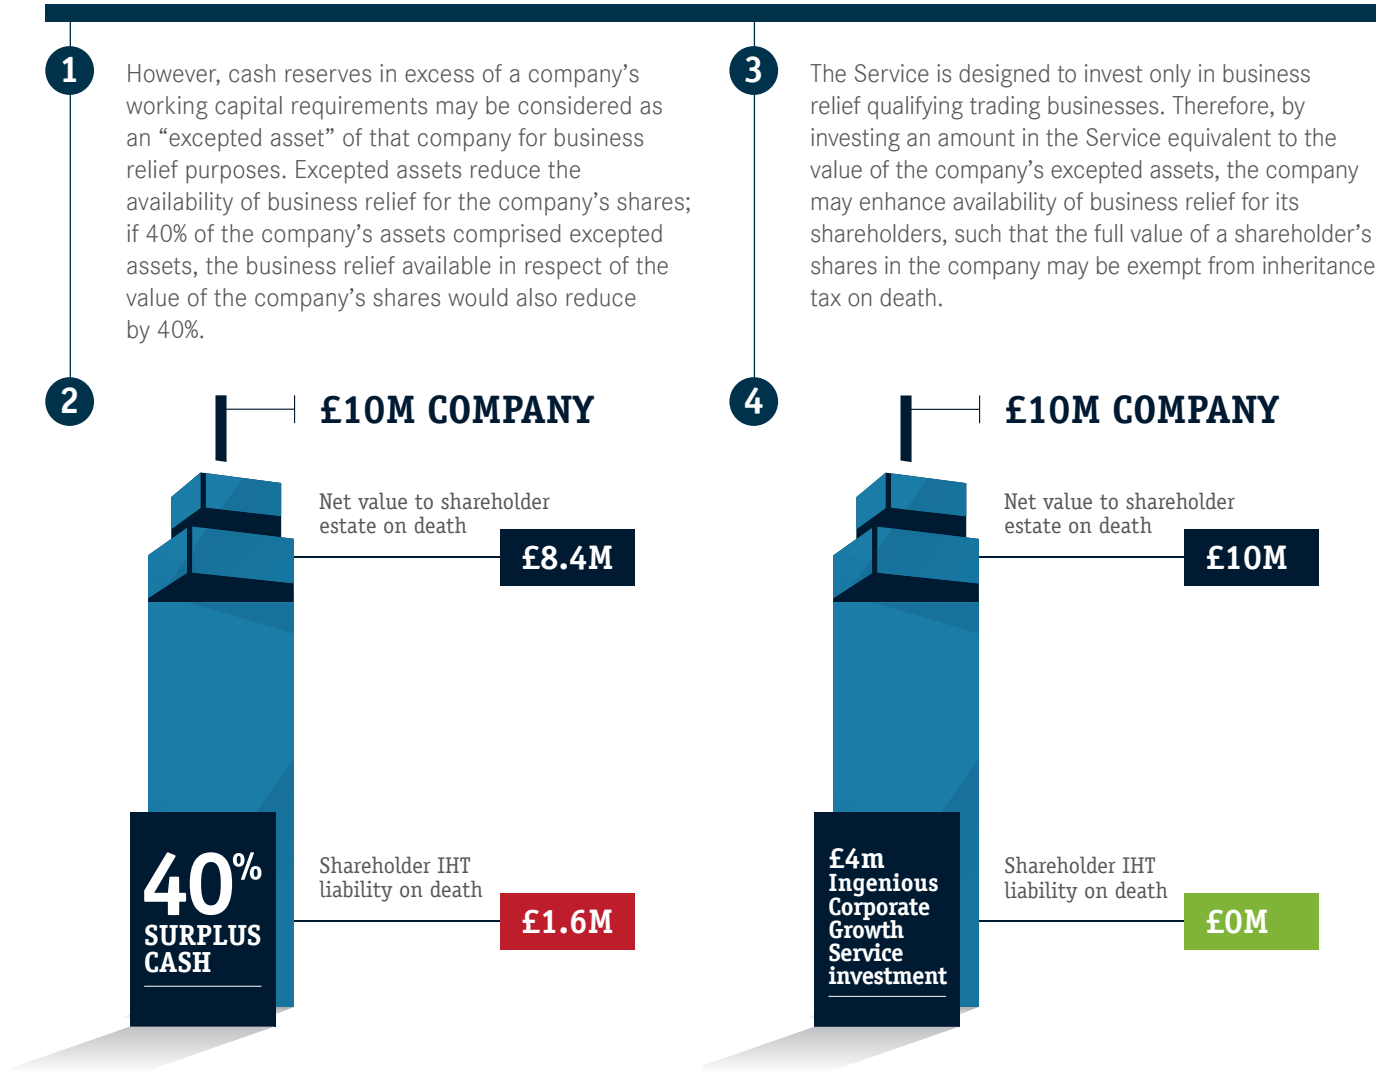 1
However, cash reserves in excess of a company’s
working capital requirements may be considered as
an “excepted asset” of that company for business
relief purposes. Excepted assets reduce the
availability of business relief for the company’s shares;
if 40% of the company’s assets comprised excepted
assets, the business relief available in respect of the
value of the company’s shares would also reduce
by 40%.
2
£10M COMPANY
Net value to shareholder
estate on death
£8.4M
40%
SURPLUS
CASH
Shareholder IHT
liability on death
£1.6M
3
The Service is designed to invest only in business
relief qualifying trading businesses. Therefore, by
investing an amount in the Service equivalent to the
value of the company’s excepted assets, the company
may enhance availability of business relief for its
shareholders, such that the full value of a shareholder’s
shares in the company may be exempt from inheritance
tax on death.
4
£10M COMPANY
Net value to shareholder
estate on death
£10M
£4m
Ingenious
Corporate
Growth
Service
investment
Shareholder IHT
liability on death
£0M